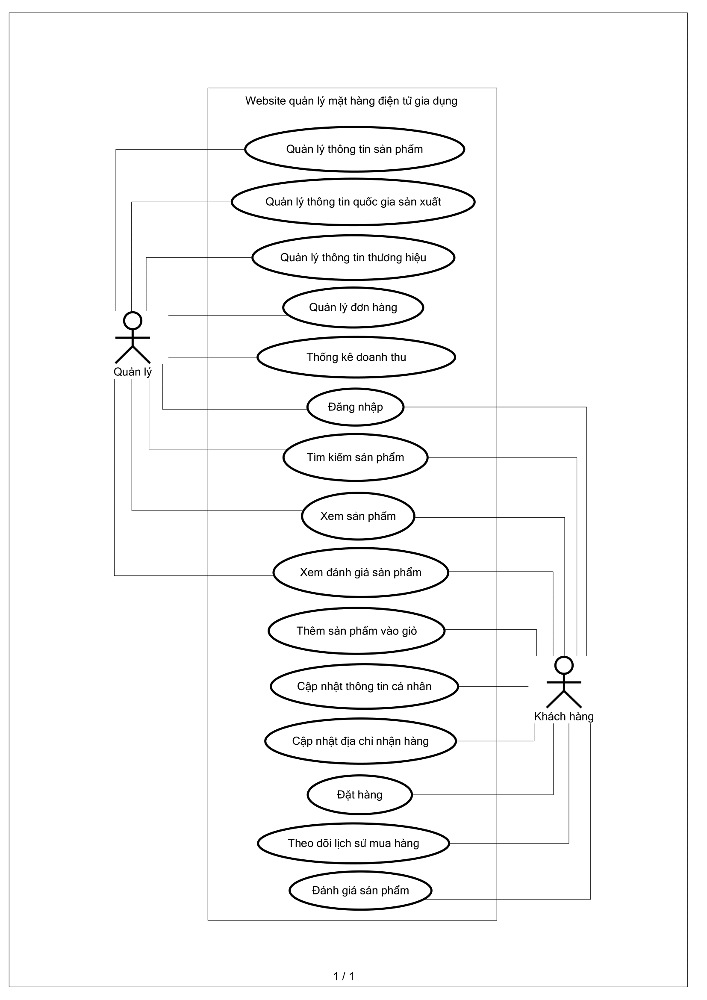 Website quản lý mặt hàng điện tử gia dụng
Quản lý thông tin sản phẩm
Quản lý thông tin quốc gia sản xuất
Quản lý thông tin thương hiệu
Quản lý đơn hàng
Thống kê doanh thu
Quản lý
Đăng nhập
Tìm kiếm sản phẩm
Xem sản phẩm
Xem đánh giá sản phẩm
Thêm sản phẩm vào giỏ
Cập nhật thông tin cá nhân
Khách hàng
Cập nhật địa chỉ nhận hàng
Đặt hàng
Theo dõi lịch sử mua hàng
Đánh giá sản phẩm
1 / 1